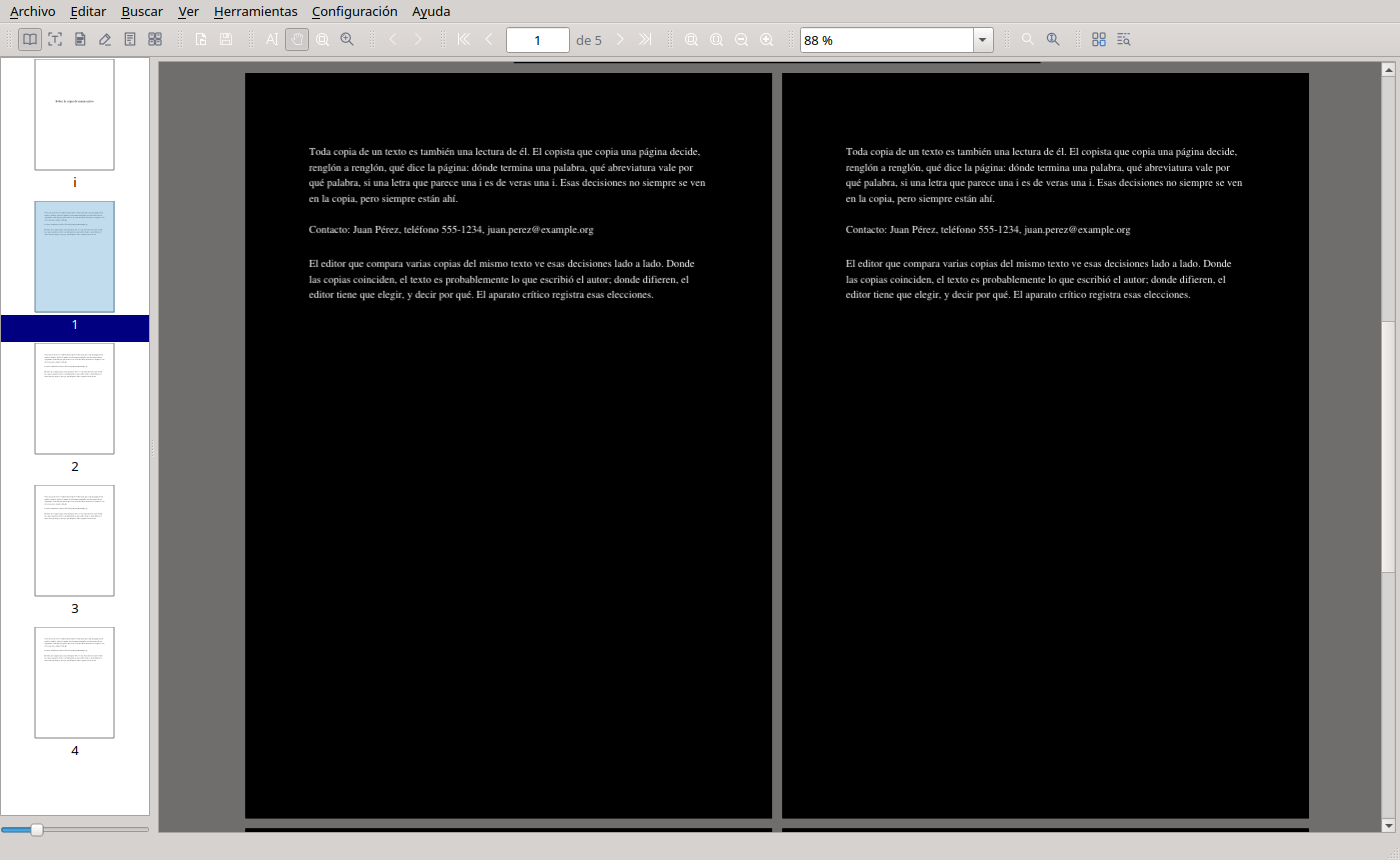 Archivo Editar Buscar Ver Herramientas Configuración Ayuda
1 de 5 88 %
i
1
2
3
4
Toda copia de un texto es también una lectura de él. El copista que copia una página decide,
renglón a renglón, qué dice la página: dónde termina una palabra, qué abreviatura vale por
qué palabra, si una letra que parece una i es de veras una i. Esas decisiones no siempre se ven
en la copia, pero siempre están ahí.
Contacto: Juan Pérez, teléfono 555-1234, juan.perez@example.org
El editor que compara varias copias del mismo texto ve esas decisiones lado a lado. Donde
las copias coinciden, el texto es probablemente lo que escribió el autor; donde difieren, el
editor tiene que elegir, y decir por qué. El aparato crítico registra esas elecciones.
Toda copia de un texto es también una lectura de él. El copista que copia una página decide,
renglón a renglón, qué dice la página: dónde termina una palabra, qué abreviatura vale por
qué palabra, si una letra que parece una i es de veras una i. Esas decisiones no siempre se ven
en la copia, pero siempre están ahí.
Contacto: Juan Pérez, teléfono 555-1234, juan.perez@example.org
El editor que compara varias copias del mismo texto ve esas decisiones lado a lado. Donde
las copias coinciden, el texto es probablemente lo que escribió el autor; donde difieren, el
editor tiene que elegir, y decir por qué. El aparato crítico registra esas elecciones.